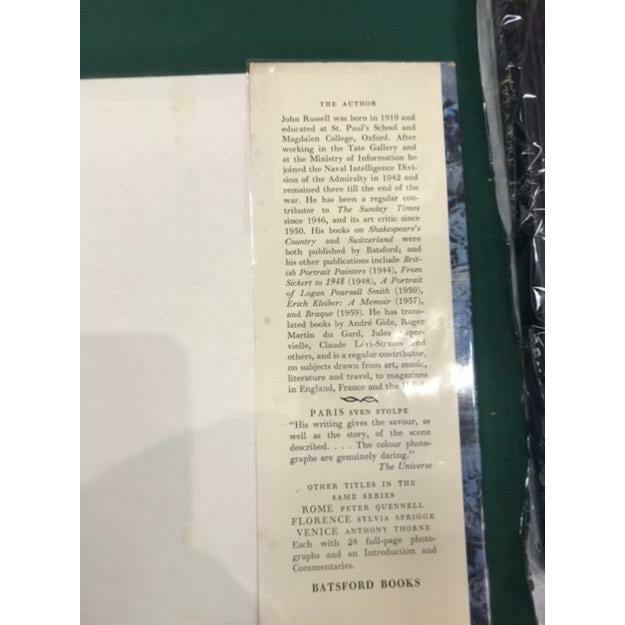 THE AUTHOR
John Russell was born in 1919 and
educated at St. Paul's School and
Magdalen College, Oxford. After
working in the Tate Gallery and
at the Ministry of Information he
joined the Naval Intelligence Divi-
sion of the Admiralty in 1942 and
remained there till the end of the
war. He has been a regular con-
tributor to The Sunday Times
since 1946, and its art critic since
1950. His books on Shakespeare's
Country and Switzerland were
both published by Batsford; and
his other publications include Brit-
ish Portrait Painters (1944), From
Sickert to 1948 (1948), A Portrait
of Logan Pearsall Smith (1950),
Erich Kleiber: A Memoir (1957),
and Braque (1959). He has trans-
lated books by André Gide, Roger
Martin du Gard, Jules
vielle, Claude Lévi-Strauss and
others, and is a regular contributor,
on subjects drawn from art, music,
literature and travel, to magazines
in England, France and the
PARIS SVEN STOLPE
"His writing gives the savour, as
well as the story, of the scene
described. . . . The colour photo-
graphs are genuinely daring."
The Universe
OTHER TITLES IN THE
SAME SERIES
ROME PETER QUENNELL
FLORENCE SYLVIA SPRIGGE
VENICE ANTHONY THORNE
Each with 24 full-page photo-
graphs and an Introduction and
Commentaries.
BATSFORD BOOKS